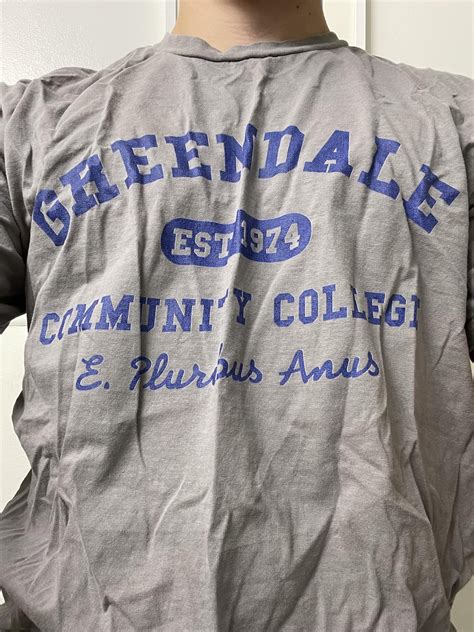 GREENDALE
EST 1974
COMMUNITY COLLEGE
E. Pluribus Anus